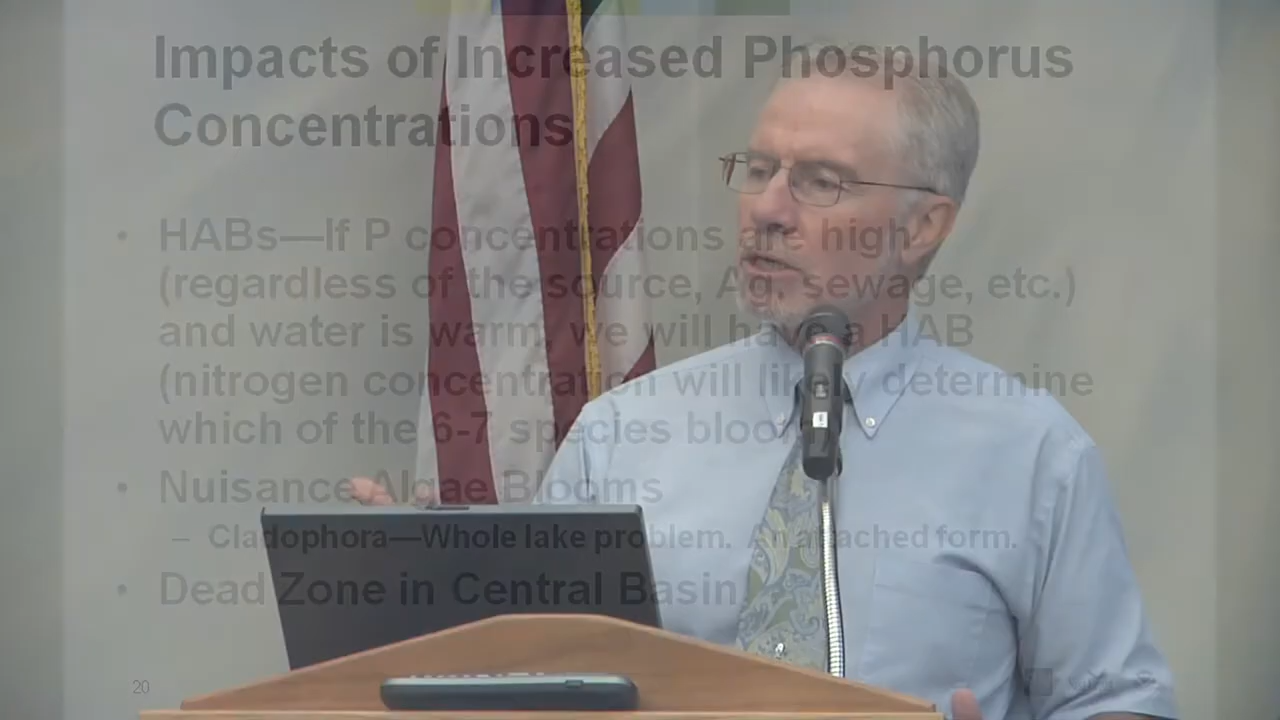 Impacts of Increased Phosphorus
Concentrations
• HABs—If P concentrations are high
(regardless of the source, Ag, sewage, etc.)
and water is warm, we will have a HAB
(nitrogen concentration will likely determine
which of the 6-7 species bloom)
• Nuisance Algae Blooms
– Cladophora—Whole lake problem. An attached form.
• Dead Zone in Central Basin
20